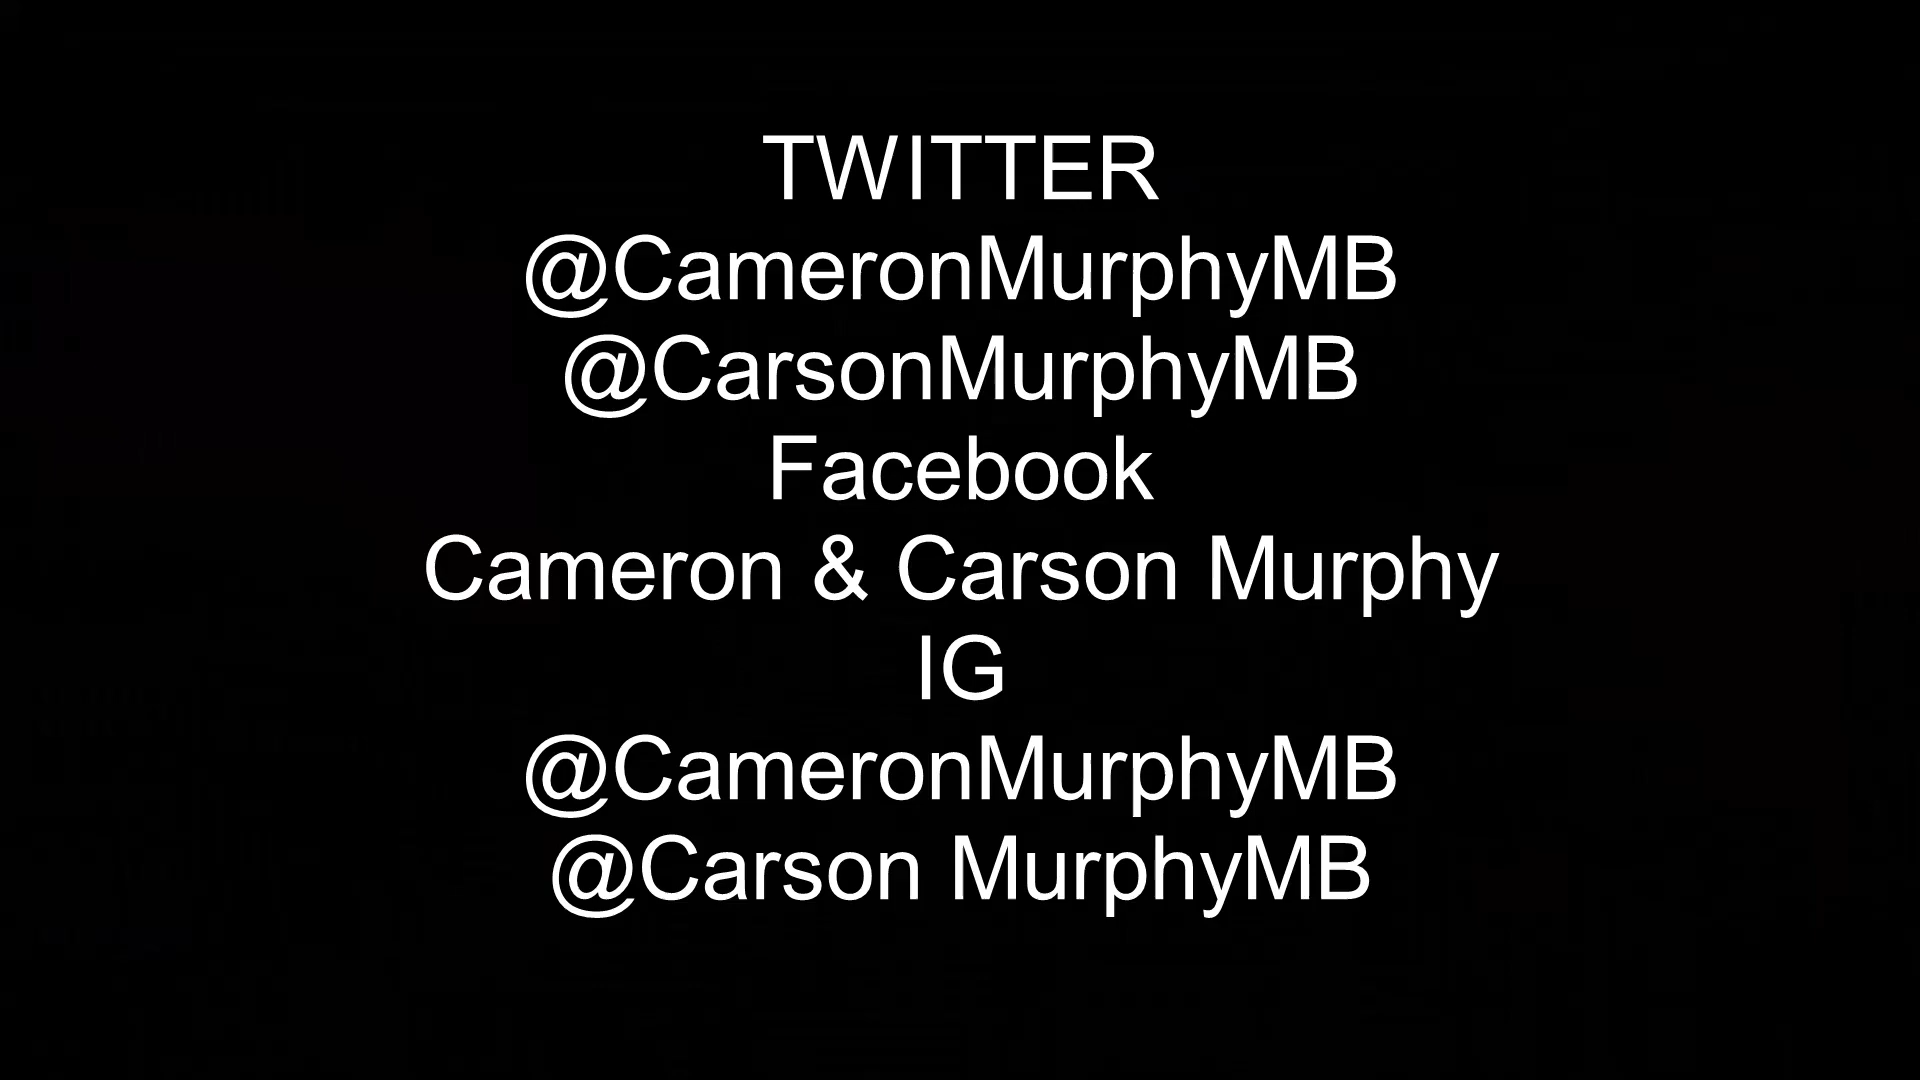 TWITTER
@CameronMurphyMB
@CarsonMurphyMB
Facebook
Cameron & Carson Murphy
IG
@CameronMurphyMB
@Carson MurphyMB